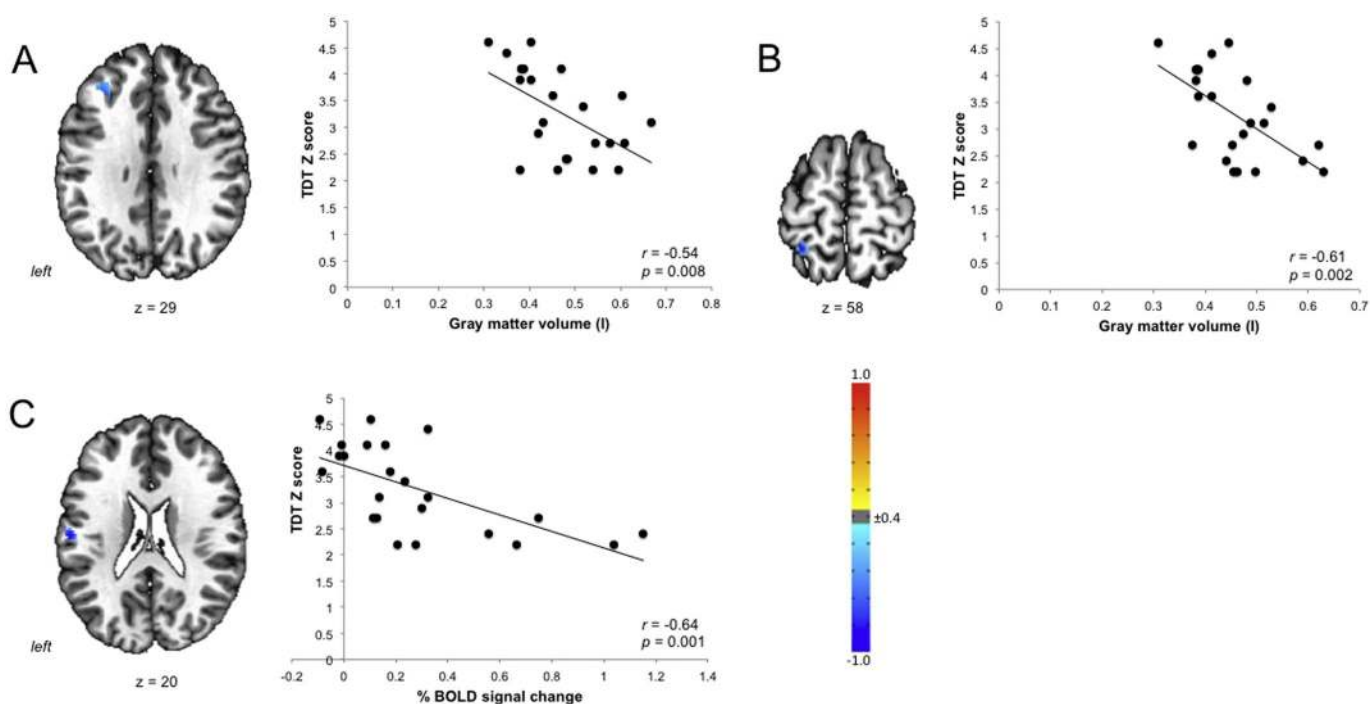 A
left
z = 29
TDT Z score
5
4.5
4
3.5
3
2.5
2
1.5
1
0.5
0
r = -0.54
p = 0.008
0 0.1 0.2 0.3 0.4 0.5 0.6 0.7 0.8
Gray matter volume (l)
B
z = 58
TDT Z score
5
4.5
4
3.5
3
2.5
2
1.5
1
0.5
0
r = -0.61
p = 0.002
0 0.1 0.2 0.3 0.4 0.5 0.6 0.7
Gray matter volume (l)
C
left
z = 20
TDT Z score
5
4.5
4
3.5
3
2.5
2
1.5
1
0.5
0
r = -0.64
p = 0.001
-0.2 0 0.2 0.4 0.6 0.8 1 1.2 1.4
% BOLD signal change
1.0
±0.4
-1.0